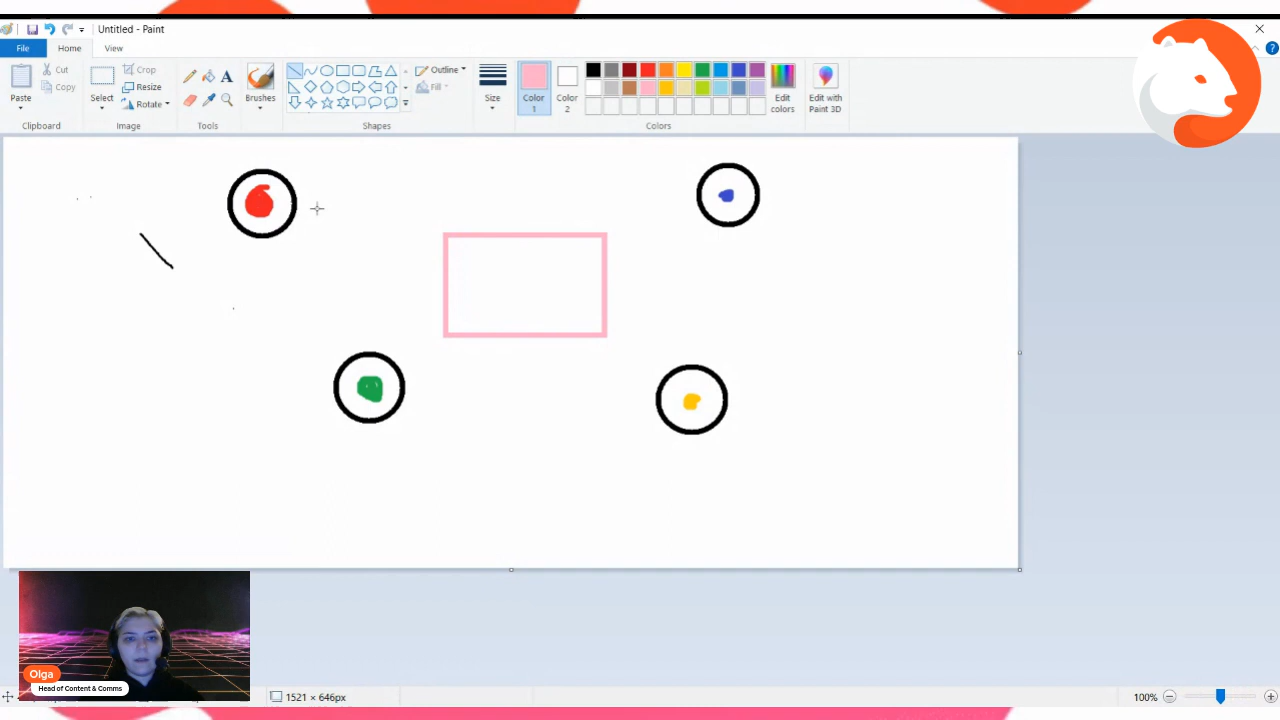 Untitled - Paint
File Home View
Paste
Cut
Copy
Clipboard
Select
Crop
Resize
Rotate
Image
A
Tools
Brushes
Outline
Fill
Shapes
Size
Color 1
Color 2
Edit colors
Edit with Paint 3D
Colors
Olga
Head of Content & Comms
1521 × 646px
100%